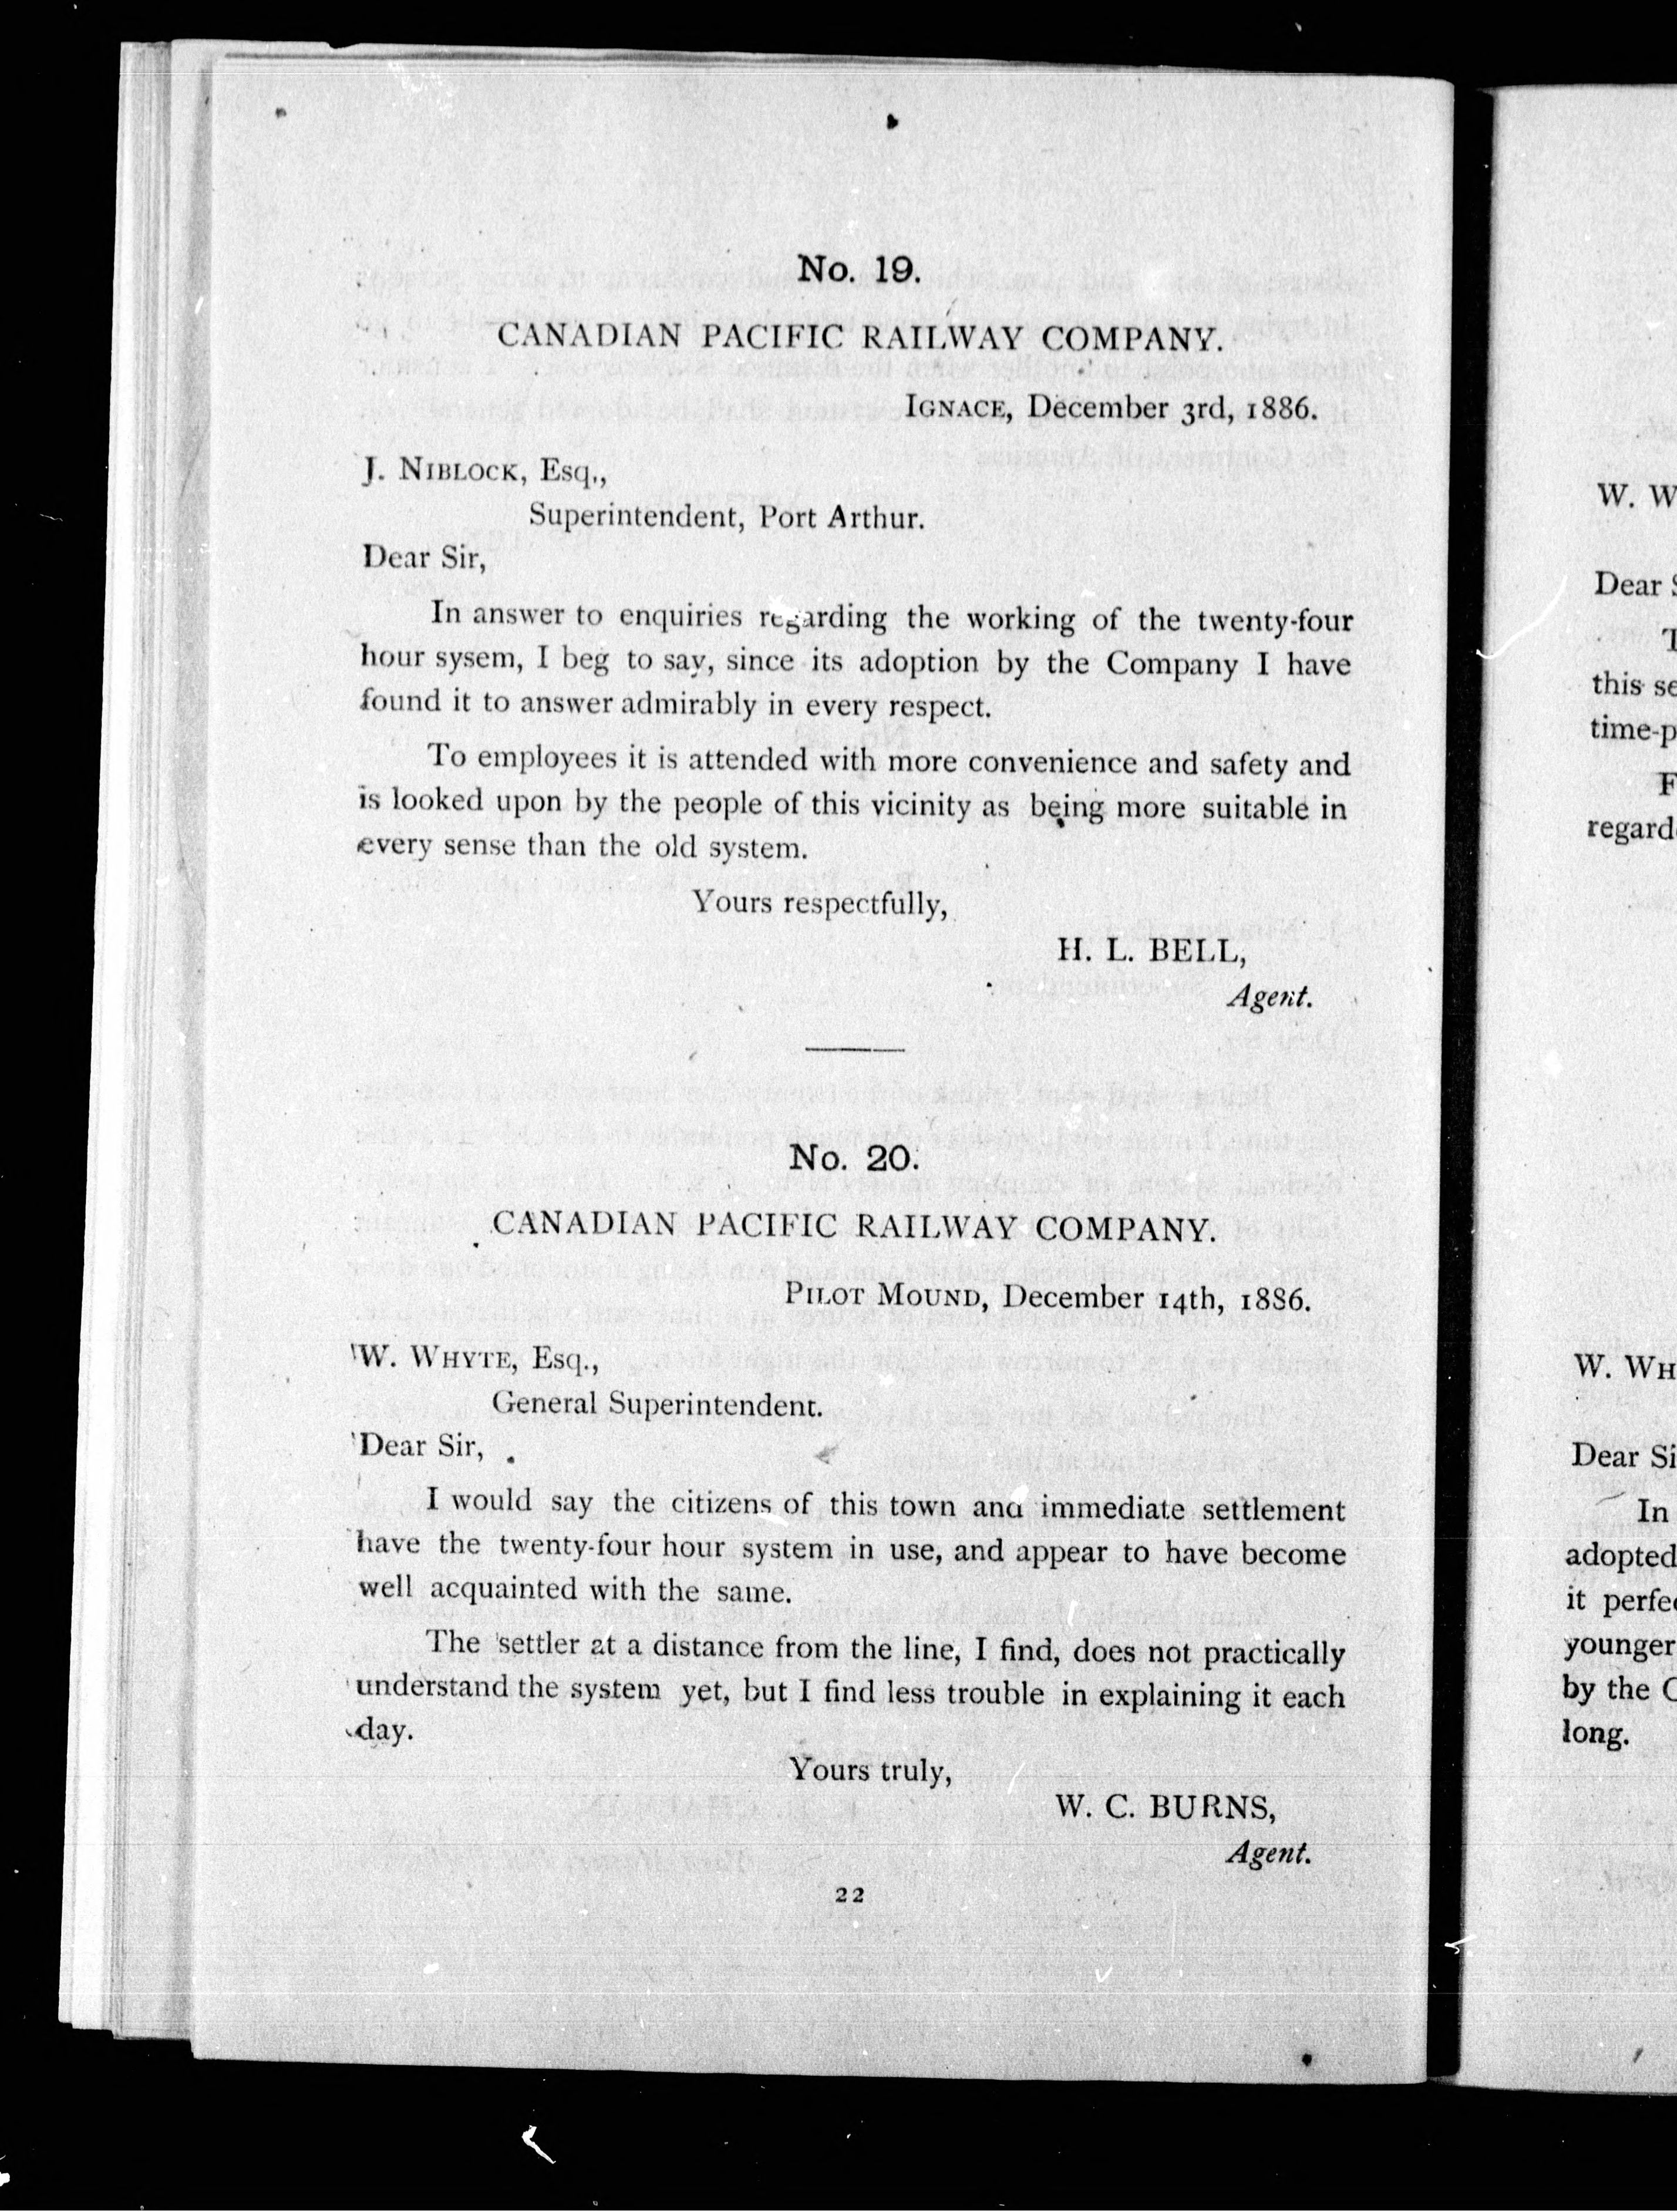 No. 19.
CANADIAN PACIFIC RAILWAY COMPANY.
IGNACE, December 3rd, 1886.
J. NIBLOCK, Esq.,
Superintendent, Port Arthur.
Dear Sir,
In answer to enquiries regarding the working of the twenty-four
hour sysem, I beg to say, since its adoption by the Company I have
found it to answer admirably in every respect.
To employees it is attended with more convenience and safety and
is looked upon by the people of this vicinity as being more suitable in
every sense than the old system.
Yours respectfully,
H. L. BELL,
Agent.
No. 20.
CANADIAN PACIFIC RAILWAY COMPANY.
PILOT MOUND, December 14th, 1886.
W. WHYTE, Esq.,
General Superintendent.
Dear Sir,
I would say the citizens of this town and immediate settlement
have the twenty-four hour system in use, and appear to have become
well acquainted with the same.
The settler at a distance from the line, I find, does not practically
understand the system yet, but I find less trouble in explaining it each
day.
Yours truly,
W. C. BURNS,
Agent.
22
W. W
Dear S
T
this se
time-p
F
regard
W. WH
Dear Si
In
adopted
it perfec
younger
by the C
long.